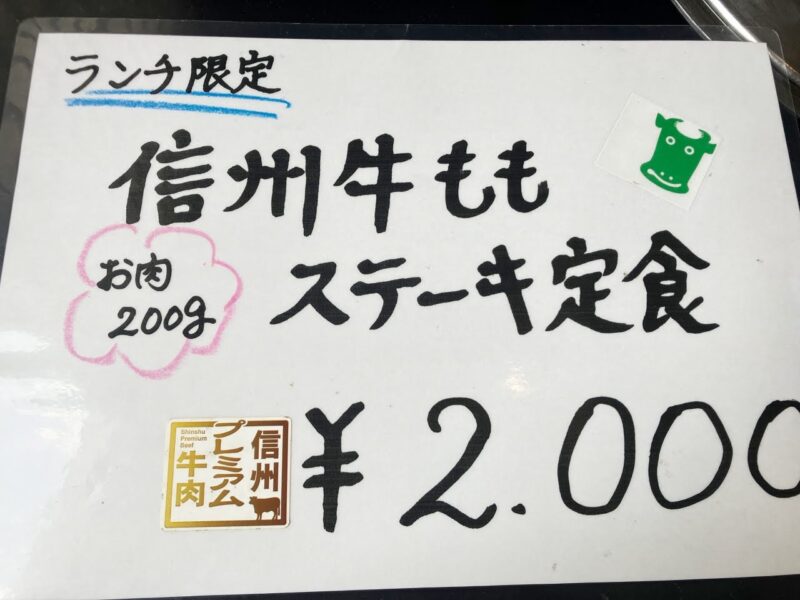 ランチ限定
信州牛もも
お肉
200g
ステーキ定食
Shinshu
Premium
Beef
信州
プレミアム
牛肉
¥2.000